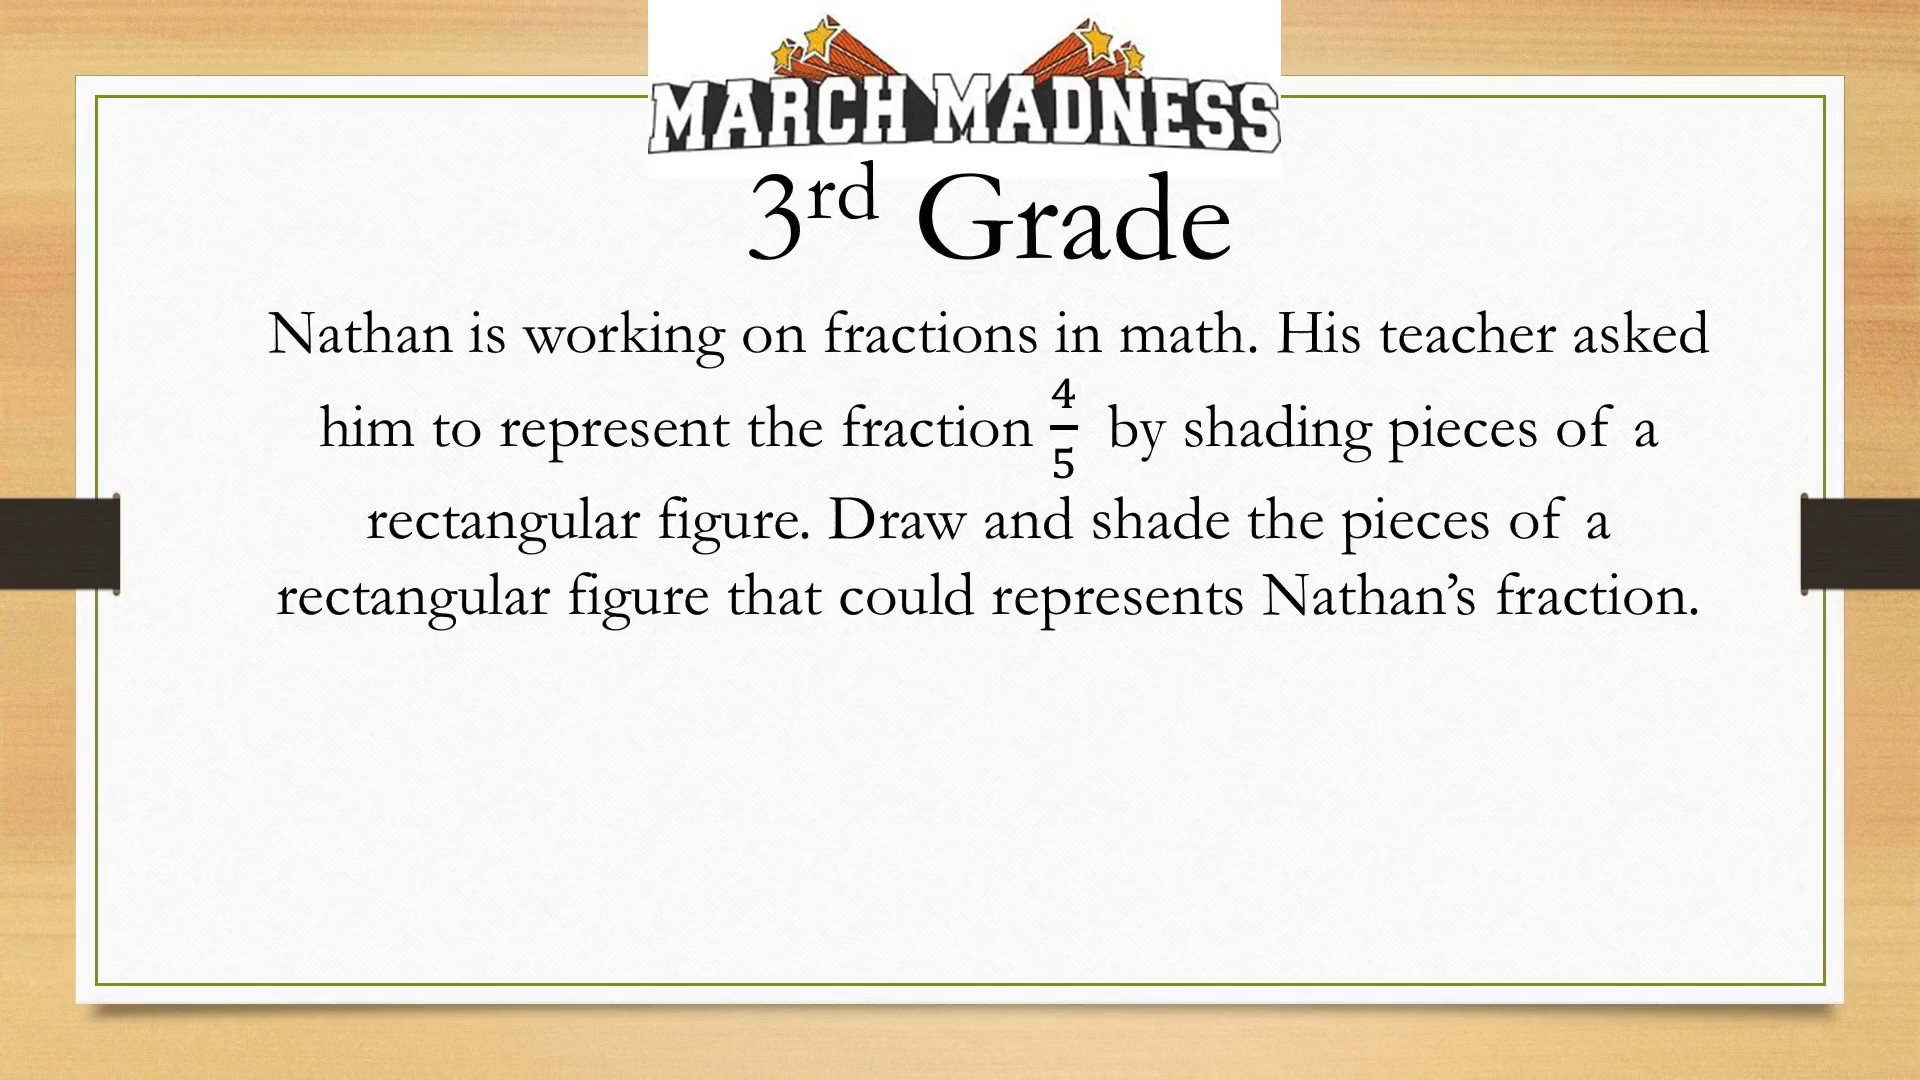 MARCH MADNESS
3rd Grade
Nathan is working on fractions in math. His teacher asked
him to represent the fraction 4/5 by shading pieces of a
rectangular figure. Draw and shade the pieces of a
rectangular figure that could represents Nathan’s fraction.